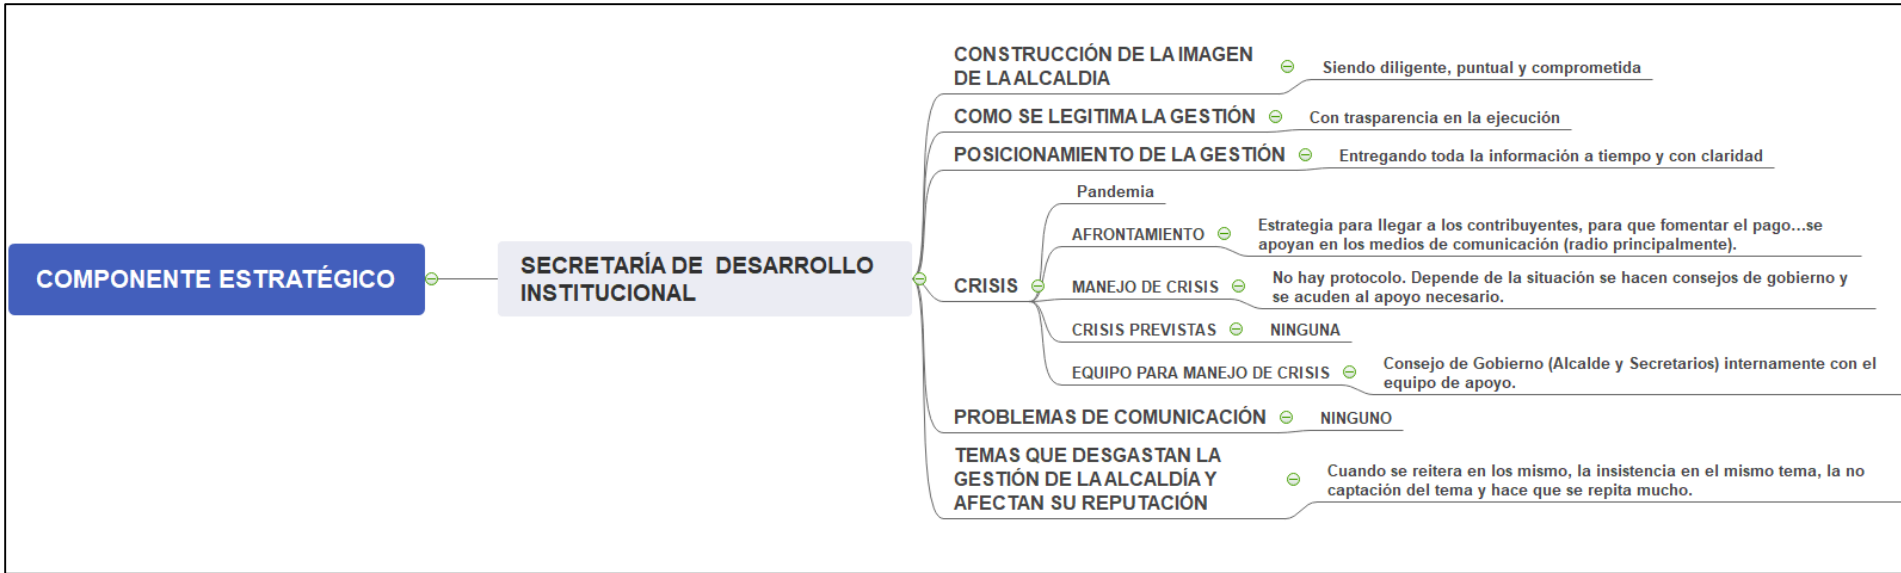 COMPONENTE ESTRATÉGICO
SECRETARÍA DE DESARROLLO
INSTITUCIONAL
CONSTRUCCIÓN DE LA IMAGEN
DE LA ALCALDIA
Siendo diligente, puntual y comprometida
COMO SE LEGITIMA LA GESTIÓN
Con trasparencia en la ejecución
POSICIONAMIENTO DE LA GESTIÓN
Entregando toda la información a tiempo y con claridad
CRISIS
Pandemia
AFRONTAMIENTO
Estrategia para llegar a los contribuyentes, para que fomentar el pago...se
apoyan en los medios de comunicación (radio principalmente).
MANEJO DE CRISIS
No hay protocolo. Depende de la situación se hacen consejos de gobierno y
se acuden al apoyo necesario.
CRISIS PREVISTAS
NINGUNA
EQUIPO PARA MANEJO DE CRISIS
Consejo de Gobierno (Alcalde y Secretarios) internamente con el
equipo de apoyo.
PROBLEMAS DE COMUNICACIÓN
NINGUNO
TEMAS QUE DESGASTAN LA
GESTIÓN DE LA ALCALDÍA Y
AFECTAN SU REPUTACIÓN
Cuando se reitera en los mismo, la insistencia en el mismo tema, la no
captación del tema y hace que se repita mucho.